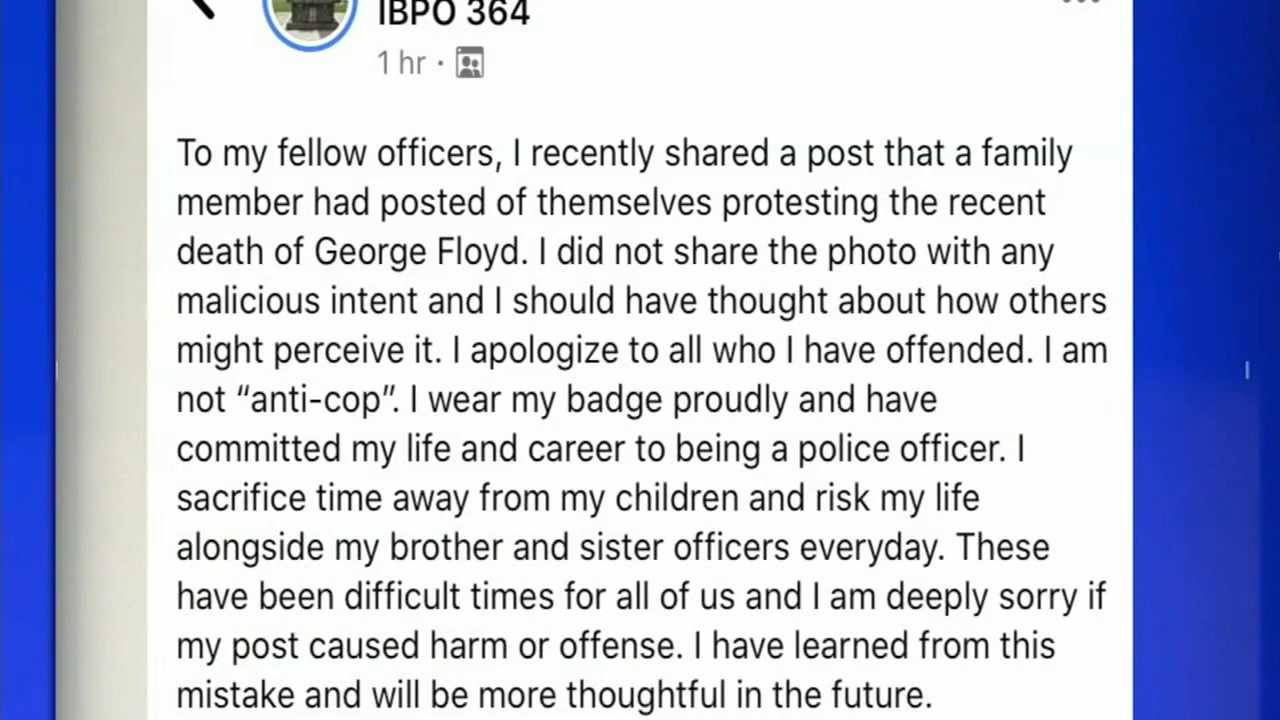 IBPO 364
1 hr ·
To my fellow officers, I recently shared a post that a family
member had posted of themselves protesting the recent
death of George Floyd. I did not share the photo with any
malicious intent and I should have thought about how others
might perceive it. I apologize to all who I have offended. I am
not “anti-cop”. I wear my badge proudly and have
committed my life and career to being a police officer. I
sacrifice time away from my children and risk my life
alongside my brother and sister officers everyday. These
have been difficult times for all of us and I am deeply sorry if
my post caused harm or offense. I have learned from this
mistake and will be more thoughtful in the future.